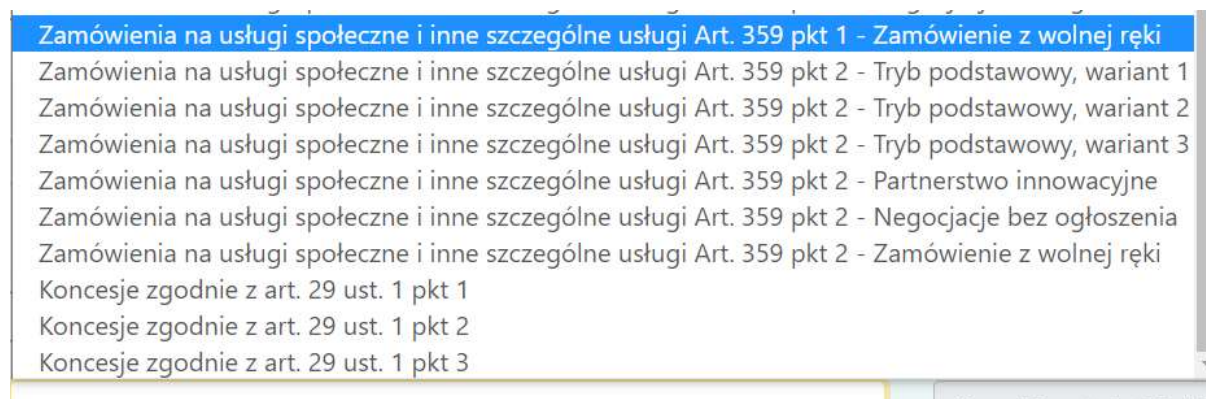 Zamówienia na usługi społeczne i inne szczególne usługi Art. 359 pkt 1 - Zamówienie z wolnej ręki
Zamówienia na usługi społeczne i inne szczególne usługi Art. 359 pkt 2 - Tryb podstawowy, wariant 1
Zamówienia na usługi społeczne i inne szczególne usługi Art. 359 pkt 2 - Tryb podstawowy, wariant 2
Zamówienia na usługi społeczne i inne szczególne usługi Art. 359 pkt 2 - Tryb podstawowy, wariant 3
Zamówienia na usługi społeczne i inne szczególne usługi Art. 359 pkt 2 - Partnerstwo innowacyjne
Zamówienia na usługi społeczne i inne szczególne usługi Art. 359 pkt 2 - Negocjacje bez ogłoszenia
Zamówienia na usługi społeczne i inne szczególne usługi Art. 359 pkt 2 - Zamówienie z wolnej ręki
Koncesje zgodnie z art. 29 ust. 1 pkt 1
Koncesje zgodnie z art. 29 ust. 1 pkt 2
Koncesje zgodnie z art. 29 ust. 1 pkt 3